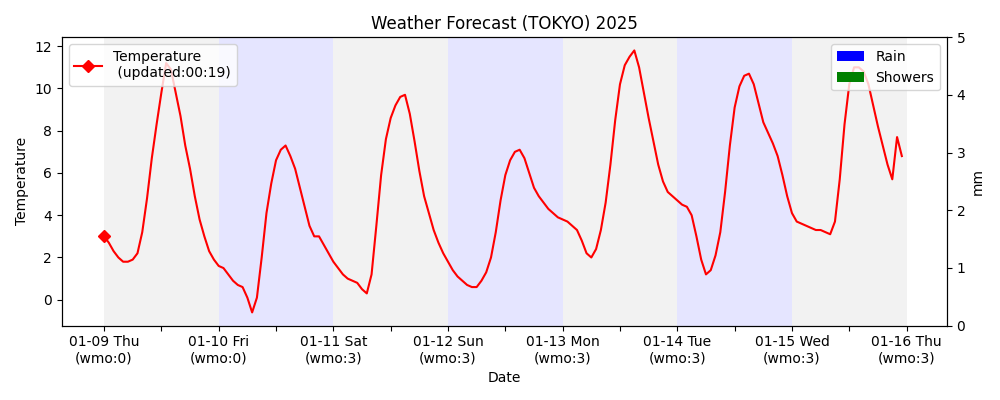 Weather Forecast (TOKYO) 2025
Temperature
(updated:00:19)
Rain
Showers
12
10
8
6
4
2
0
Temperature
5
4
3
2
1
0
mm
01-09 Thu
(wmo:0)
01-10 Fri
(wmo:0)
01-11 Sat
(wmo:3)
01-12 Sun
(wmo:3)
01-13 Mon
(wmo:3)
01-14 Tue
(wmo:3)
01-15 Wed
(wmo:3)
01-16 Thu
(wmo:3)
Date